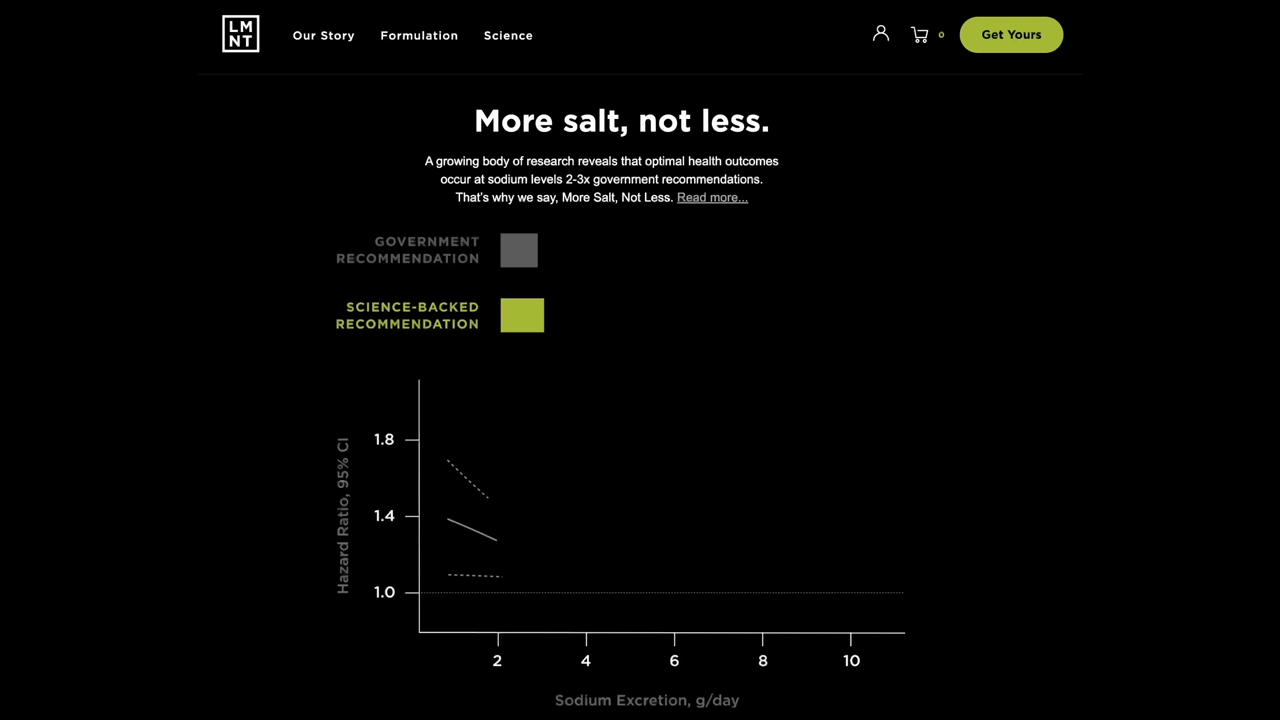 LM
NT
Our Story
Formulation
Science
0
Get Yours
More salt, not less.
A growing body of research reveals that optimal health outcomes
occur at sodium levels 2-3x government recommendations.
That's why we say, More Salt, Not Less. Read more...
GOVERNMENT
RECOMMENDATION
SCIENCE-BACKED
RECOMMENDATION
Hazard Ratio, 95% CI
1.8
1.4
1.0
2 4 6 8 10
Sodium Excretion, g/day